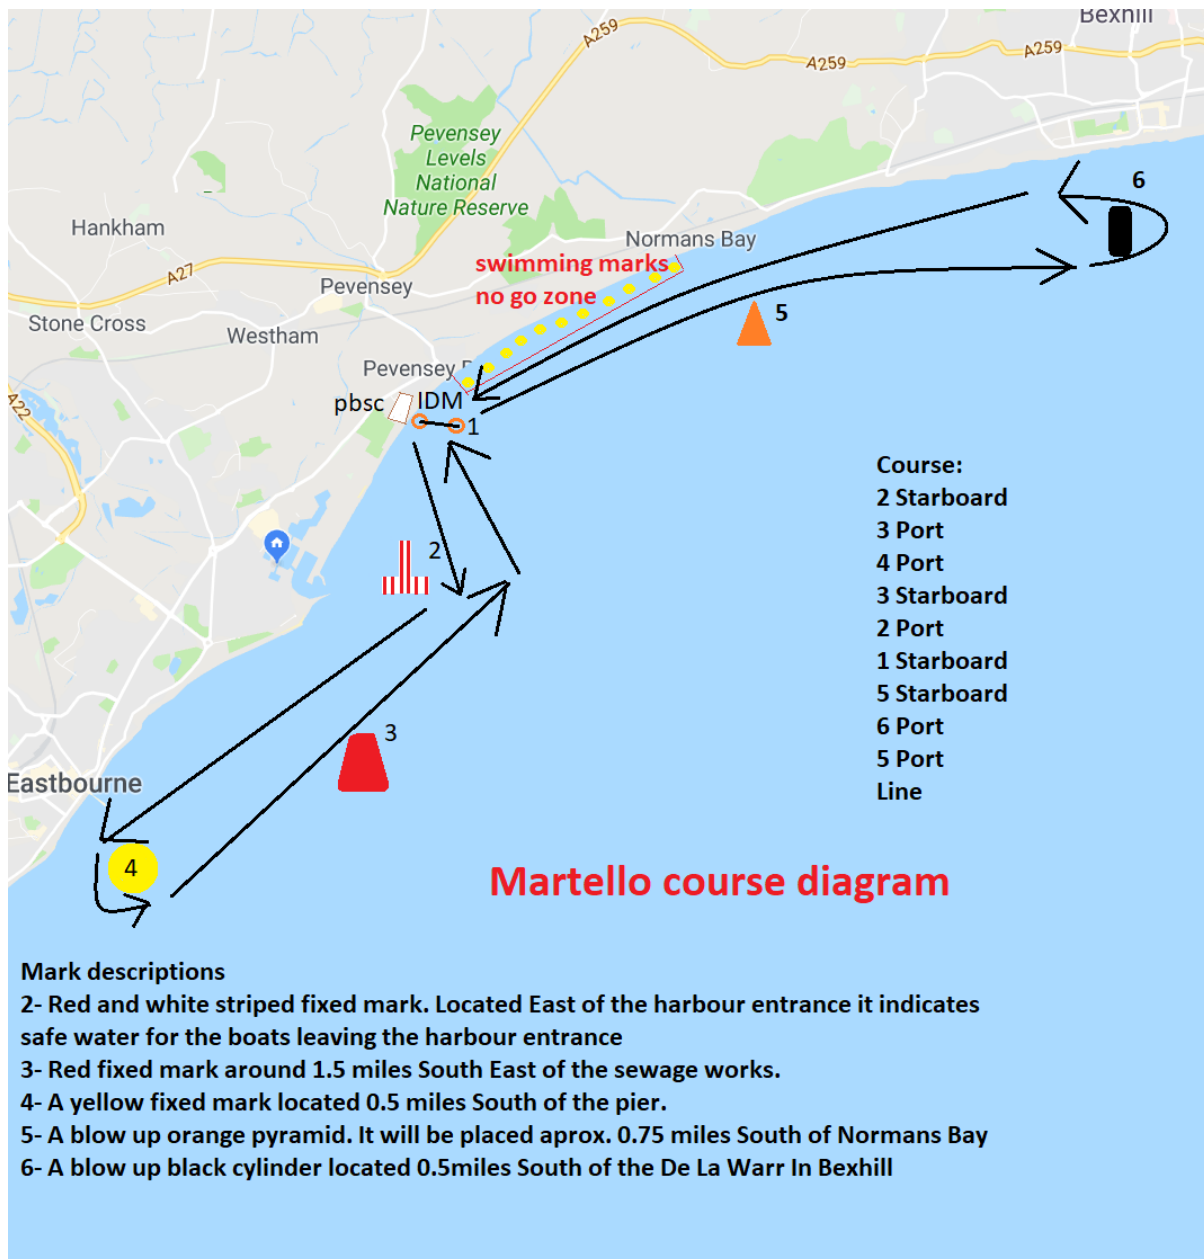 Bexhill
A259
A259
A259
Pevensey
Levels
National
Nature Reserve
Hankham
6
Normans Bay
A27
swimming marks
no go zone
Pevensey
Stone Cross
5
Westham
Pevensey
A22
pbsc
IDM
1
Course:
2 Starboard
3 Port
4 Port
3 Starboard
2 Port
1 Starboard
5 Starboard
6 Port
5 Port
Line
2
3
Eastbourne
4
Martello course diagram
Mark descriptions
2- Red and white striped fixed mark. Located East of the harbour entrance it indicates
safe water for the boats leaving the harbour entrance
3- Red fixed mark around 1.5 miles South East of the sewage works.
4- A yellow fixed mark located 0.5 miles South of the pier.
5- A blow up orange pyramid. It will be placed aprox. 0.75 miles South of Normans Bay
6- A blow up black cylinder located 0.5miles South of the De La Warr In Bexhill